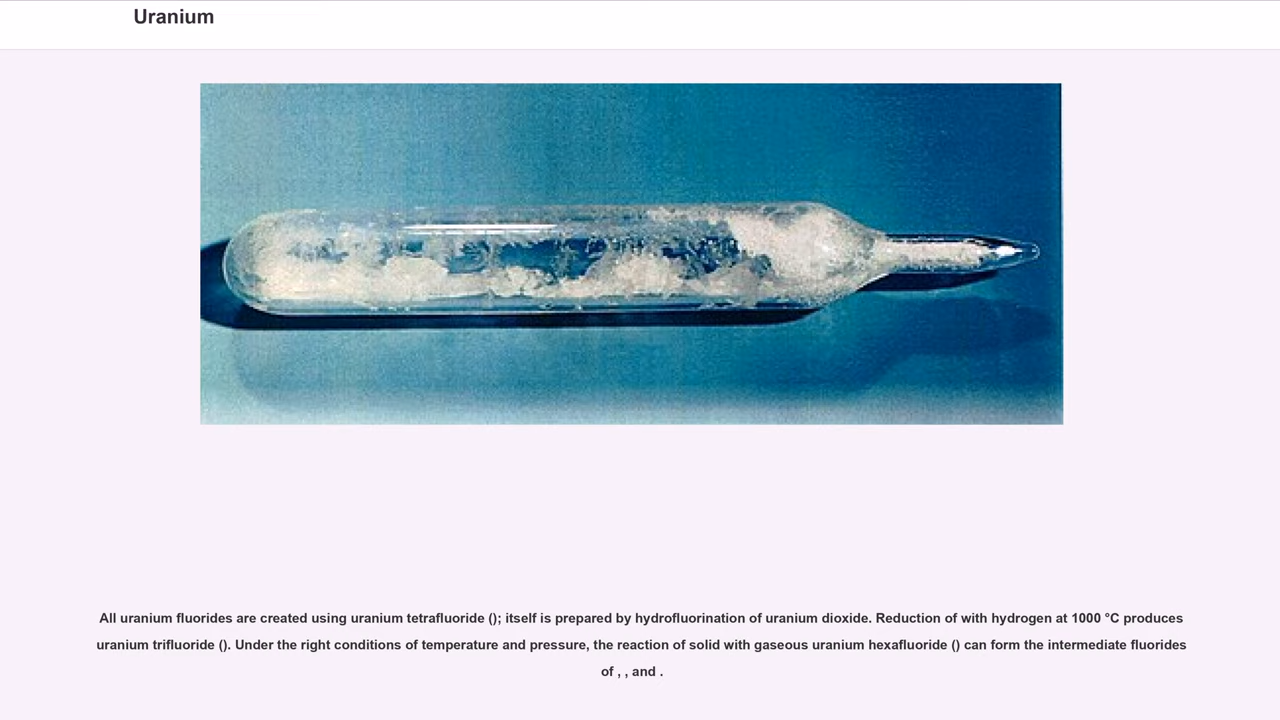 Uranium
All uranium fluorides are created using uranium tetrafluoride (); itself is prepared by hydrofluorination of uranium dioxide. Reduction of with hydrogen at 1000 °C produces
uranium trifluoride (). Under the right conditions of temperature and pressure, the reaction of solid with gaseous uranium hexafluoride () can form the intermediate fluorides
of , , and .